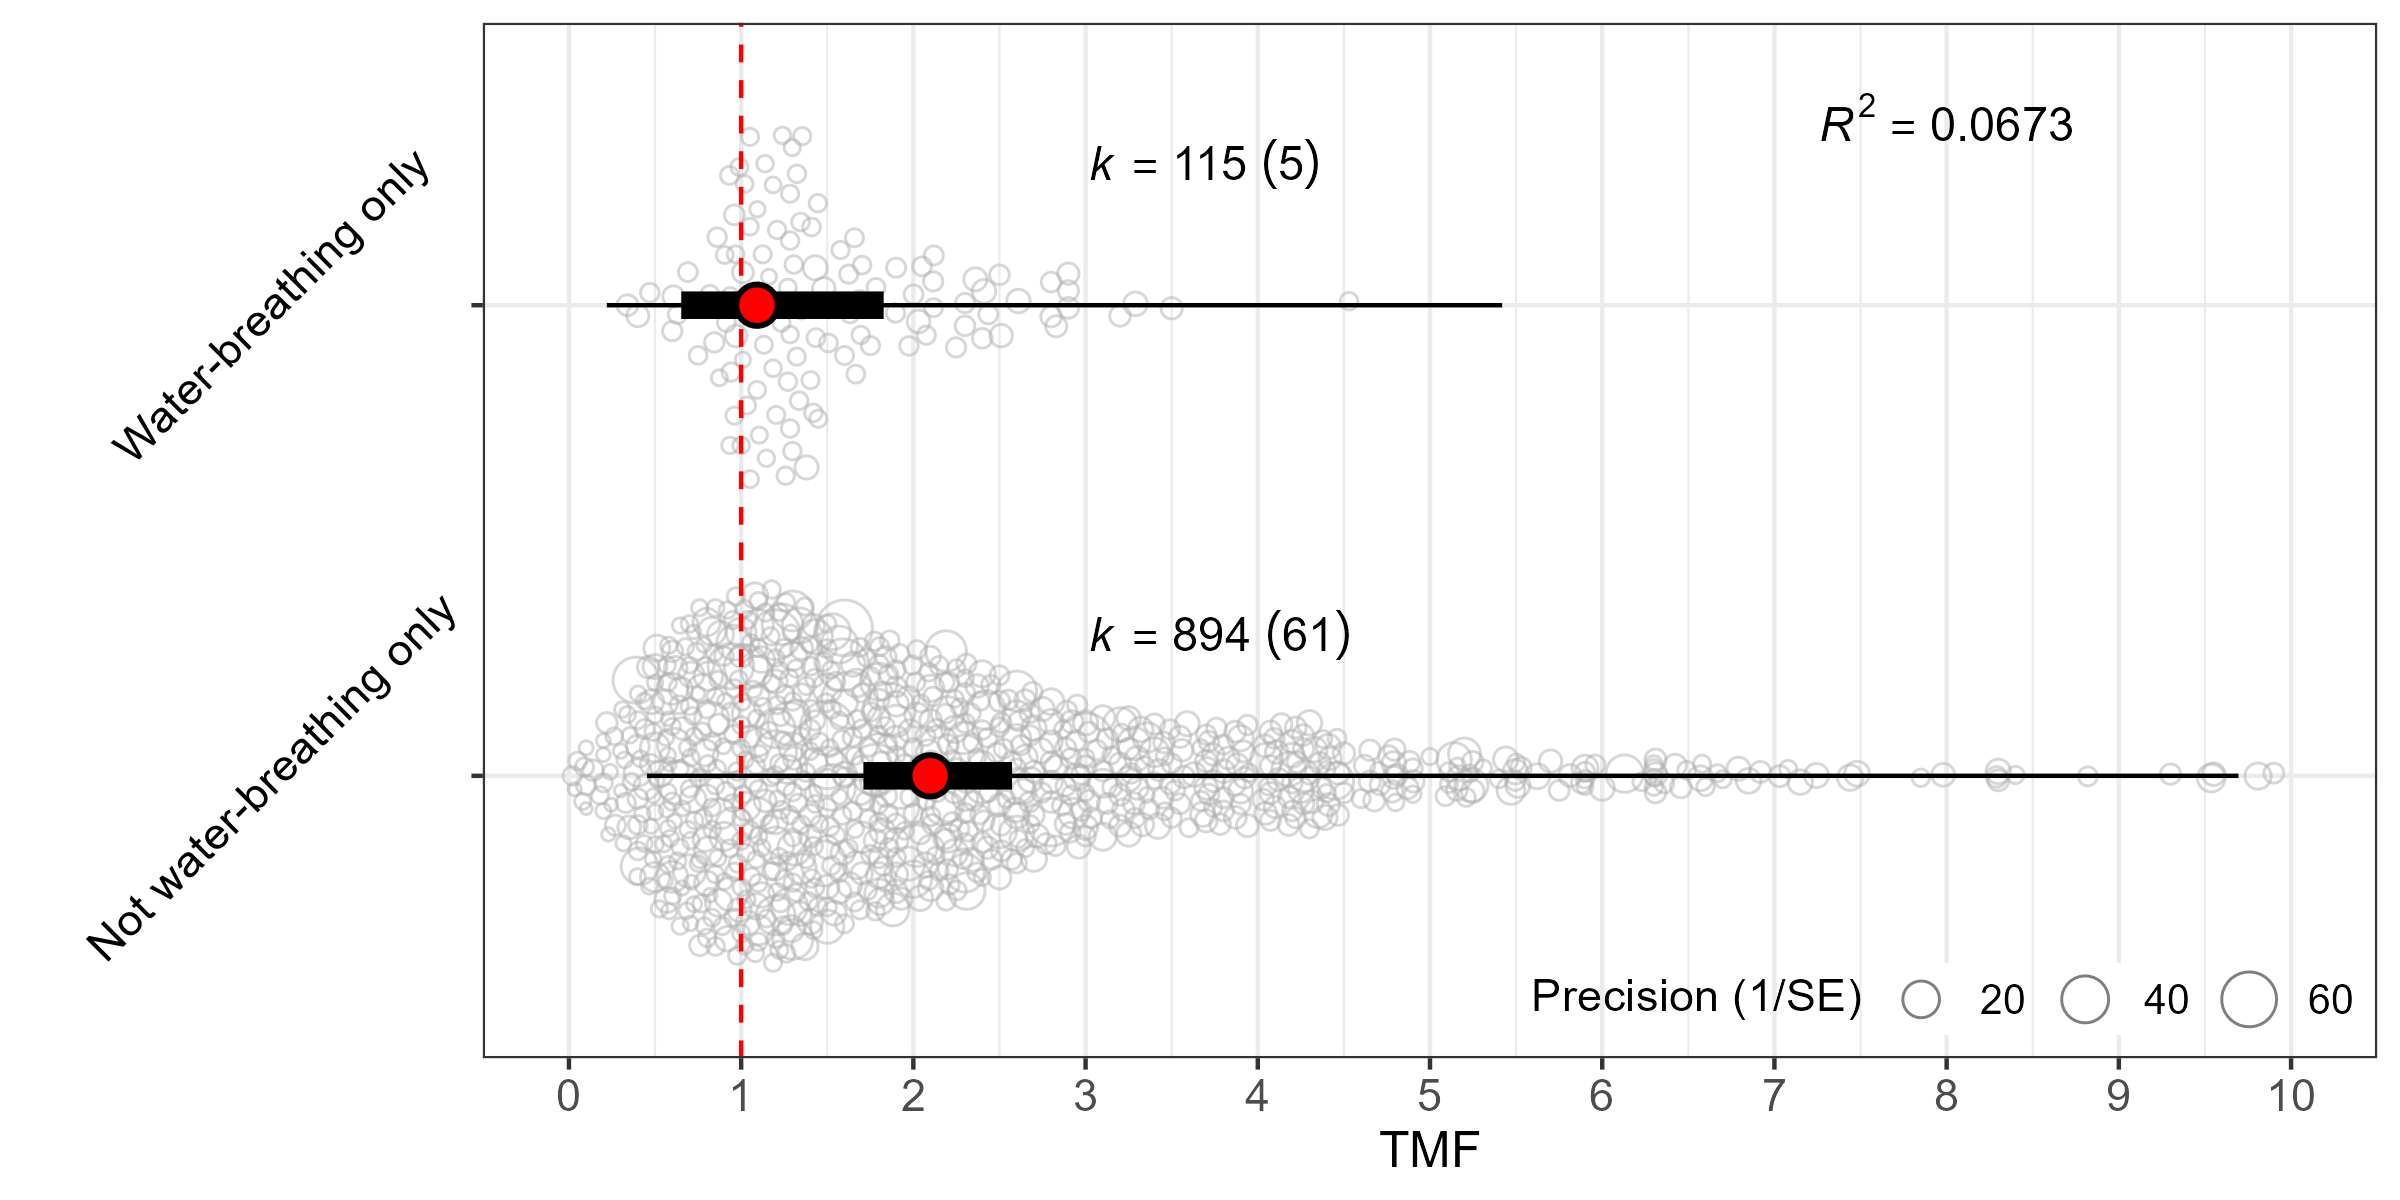 R² = 0.0673
Water-breathing only
k = 115 (5)
Not water-breathing only
k = 894 (61)
Precision (1/SE) 20 40 60
0 1 2 3 4 5 6 7 8 9 10
TMF